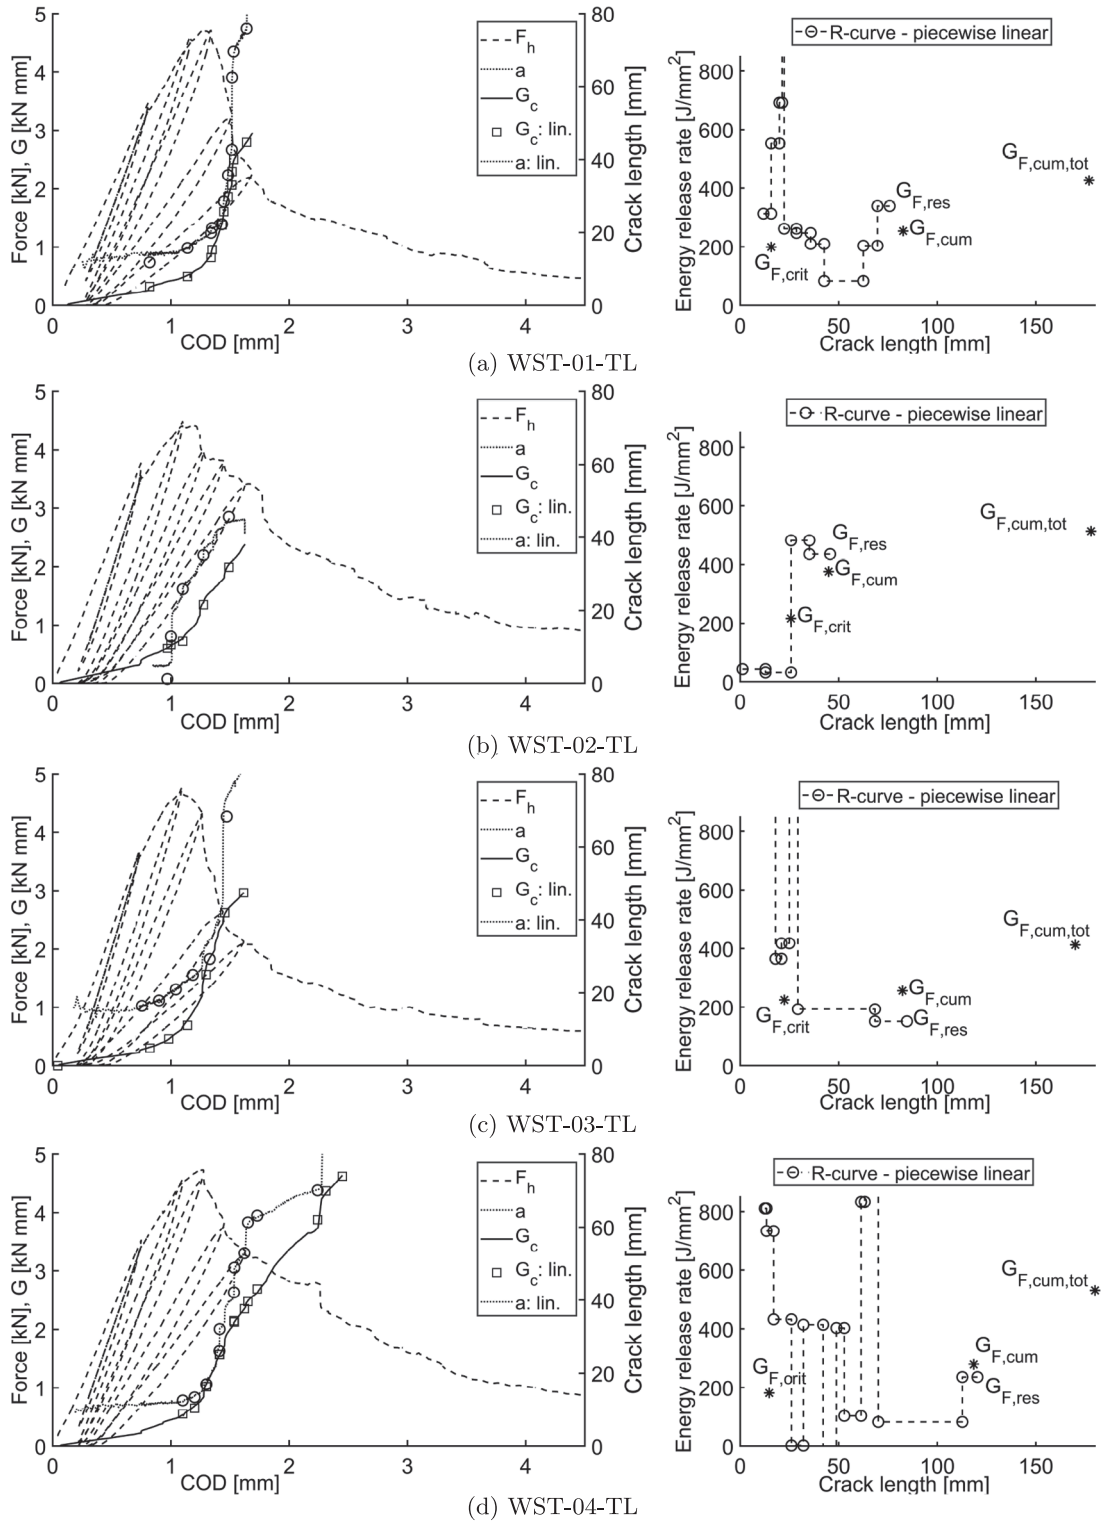 Force [kN], G [kN mm]
5
4
3
2
1
0
0 1 2 3 4
COD [mm]
80
60
40
20
0
Crack length [mm]
F_h
a
G_c
G_c: lin.
a: lin.
Energy release rate [J/mm²]
800
600
400
200
0
0 50 100 150
Crack length [mm]
R-curve - piecewise linear
G_F,cum,tot
G_F,res
G_F,cum
G_F,crit
(a) WST-01-TL
Force [kN], G [kN mm]
5
4
3
2
1
0
0 1 2 3 4
COD [mm]
80
60
40
20
0
Crack length [mm]
F_h
a
G_c
G_c: lin.
a: lin.
Energy release rate [J/mm²]
800
600
400
200
0
0 50 100 150
Crack length [mm]
R-curve - piecewise linear
G_F,cum,tot
G_F,res
G_F,cum
G_F,crit
(b) WST-02-TL
Force [kN], G [kN mm]
5
4
3
2
1
0
0 1 2 3 4
COD [mm]
80
60
40
20
0
Crack length [mm]
F_h
a
G_c
G_c: lin.
a: lin.
Energy release rate [J/mm²]
800
600
400
200
0
0 50 100 150
Crack length [mm]
R-curve - piecewise linear
G_F,cum,tot
G_F,cum
G_F,crit
G_F,res
(c) WST-03-TL
Force [kN], G [kN mm]
5
4
3
2
1
0
0 1 2 3 4
COD [mm]
80
60
40
20
0
Crack length [mm]
F_h
a
G_c
G_c: lin.
a: lin.
Energy release rate [J/mm²]
800
600
400
200
0
0 50 100 150
Crack length [mm]
R-curve - piecewise linear
G_F,cum,tot
G_F,cum
G_F,crit
G_F,res
(d) WST-04-TL